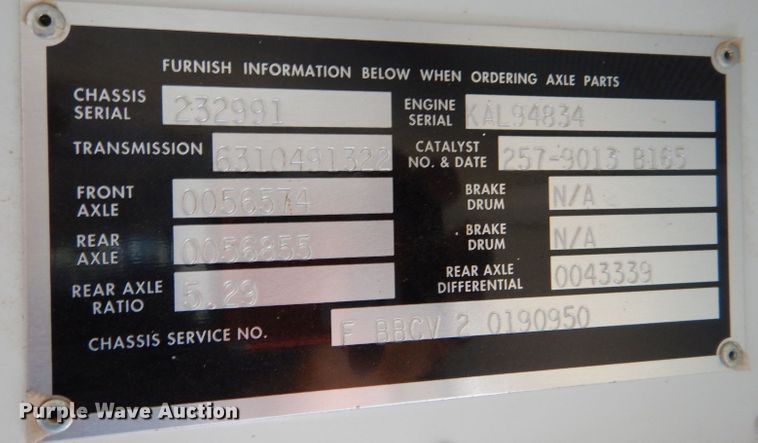 FURNISH INFORMATION BELOW WHEN ORDERING AXLE PARTS
CHASSIS SERIAL 232991
ENGINE SERIAL KAL94834
TRANSMISSION 6310491322
CATALYST NO. & DATE 257-9013 B165
FRONT AXLE 0056574
BRAKE DRUM N/A
REAR AXLE 0056855
BRAKE DRUM N/A
REAR AXLE RATIO 5.29
REAR AXLE DIFFERENTIAL 0043339
CHASSIS SERVICE NO. F BBCV 2 0190950
Purple Wave Auction